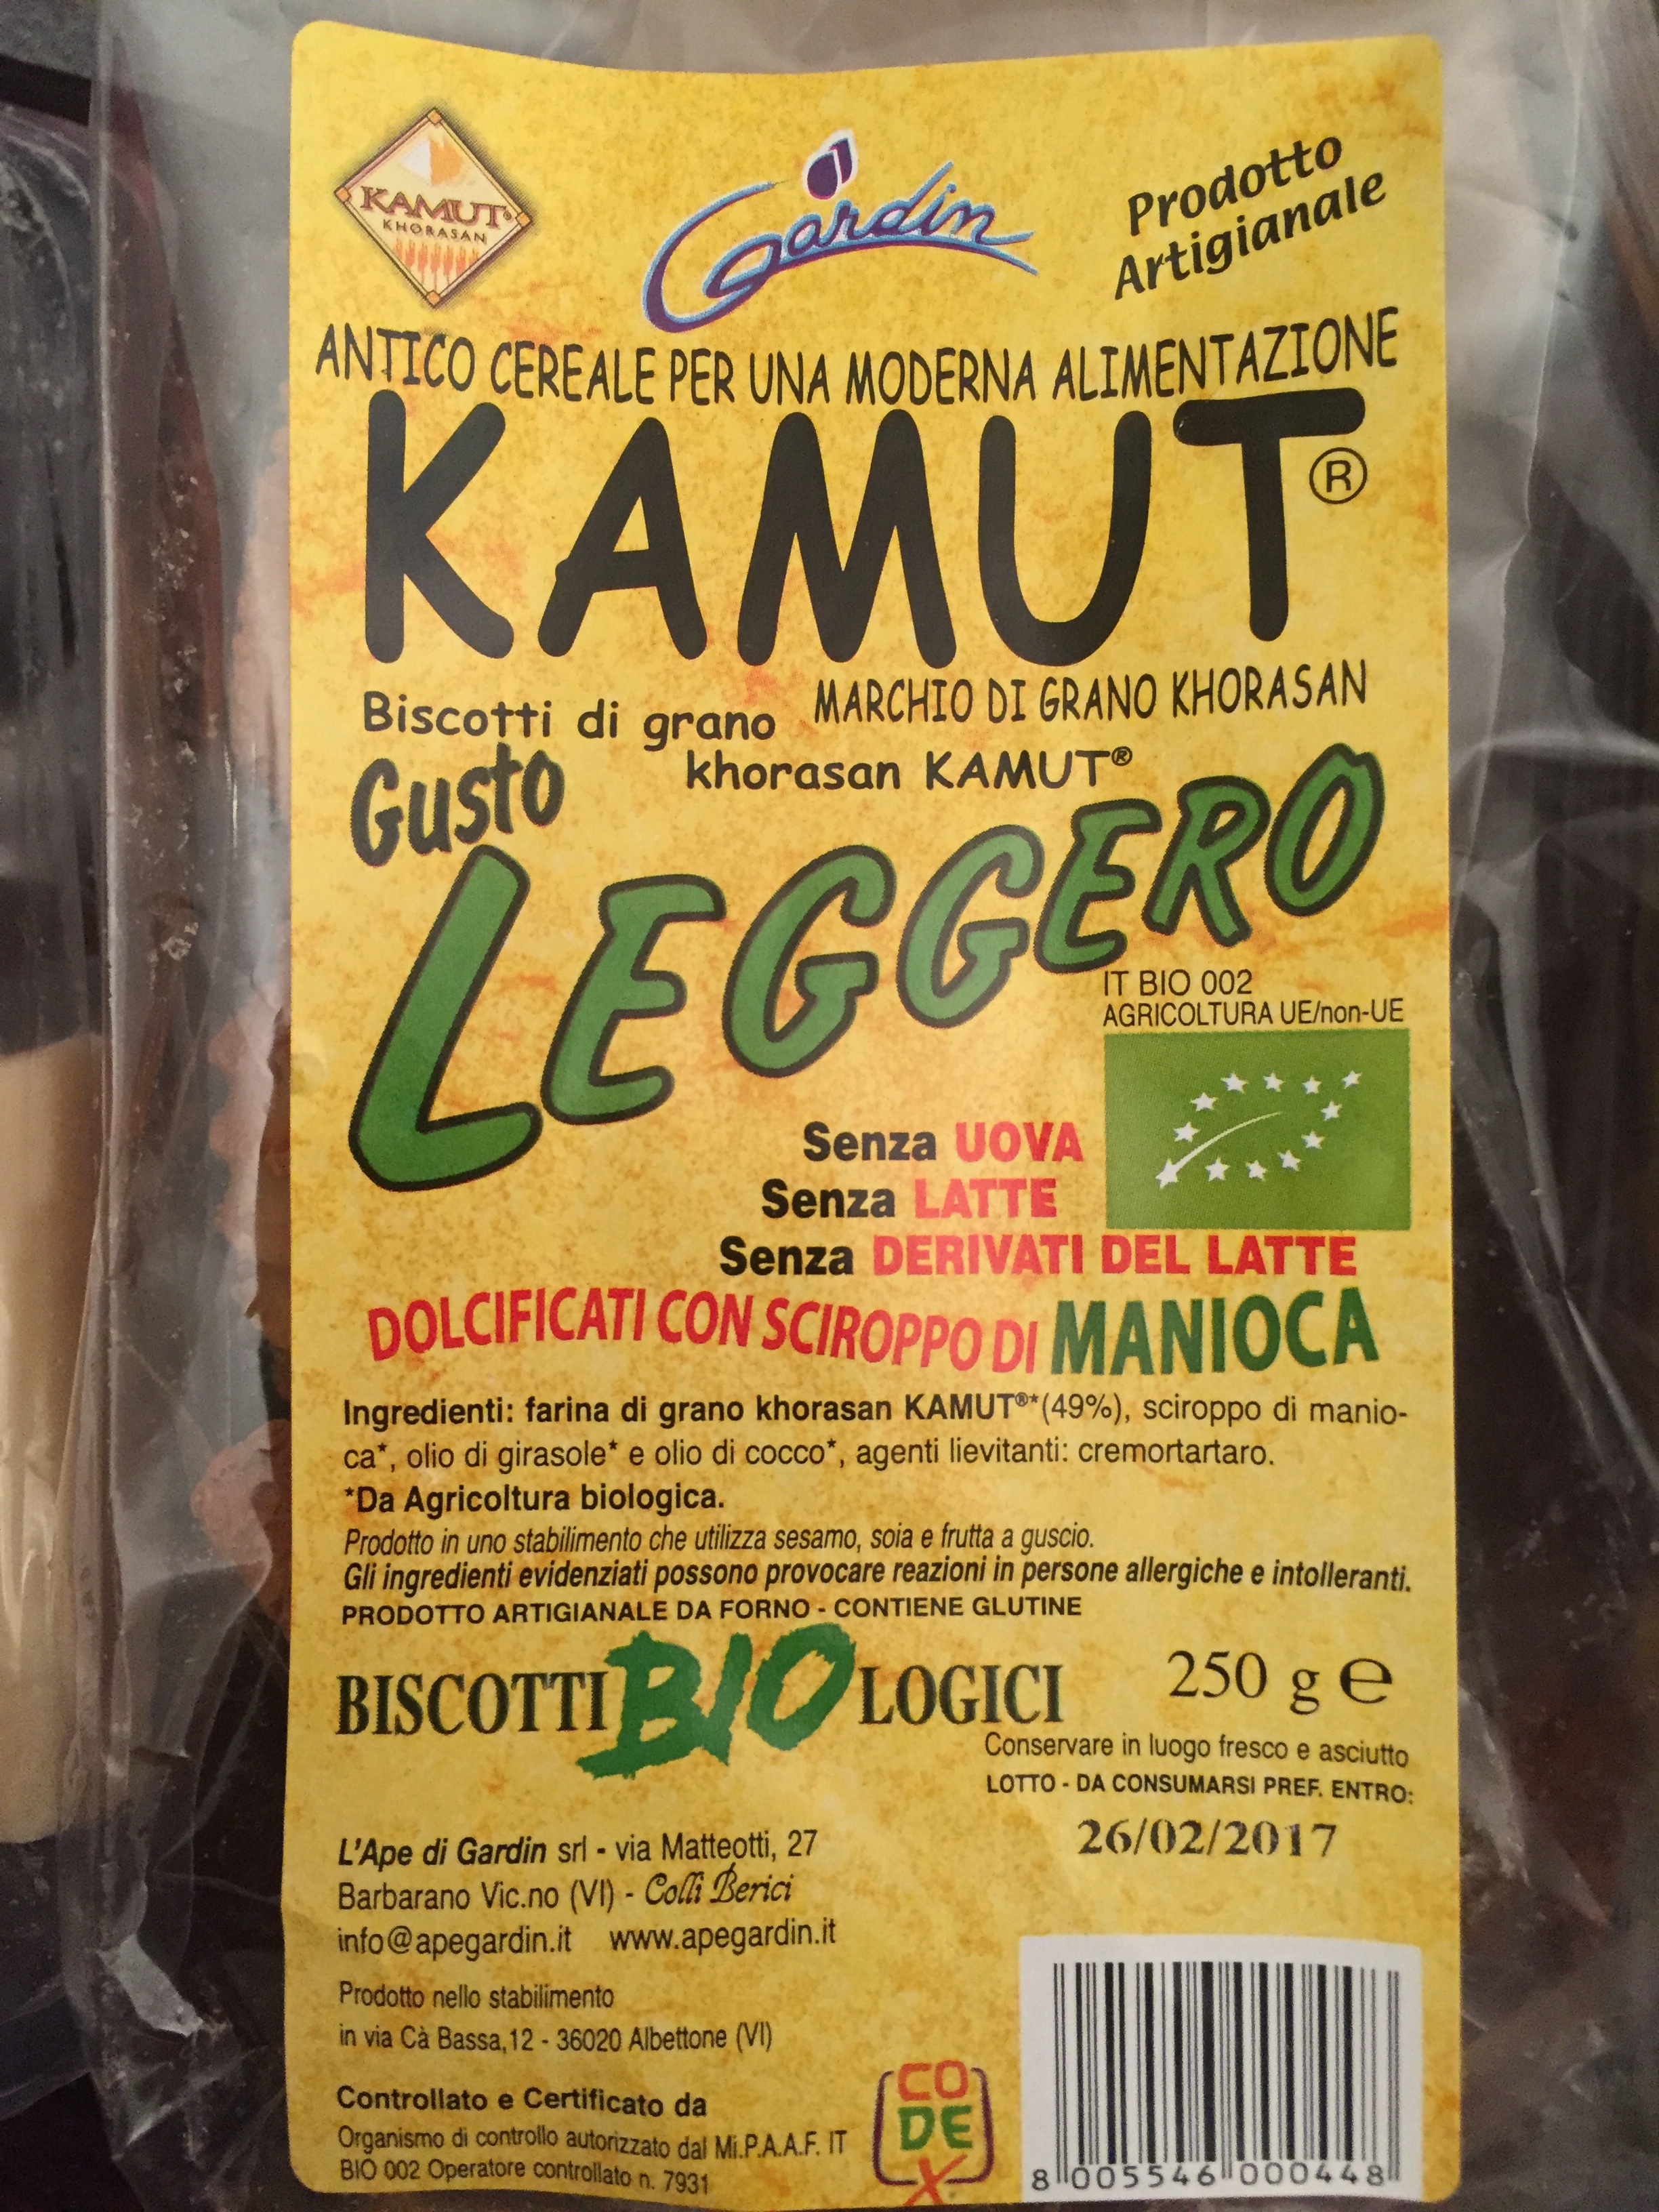 KAMUT®
KHORASAN
Gardin
Prodotto
Artigianale
ANTICO CEREALE PER UNA MODERNA ALIMENTAZIONE
KAMUT®
MARCHIO DI GRANO KHORASAN
Biscotti di grano
khorasan KAMUT®
Gusto
LEGGERO
IT BIO 002
AGRICOLTURA UE/non-UE
Senza UOVA
Senza LATTE
Senza DERIVATI DEL LATTE
DOLCIFICATI CON SCIROPPO DI MANIOCA
Ingredienti: farina di grano khorasan KAMUT®*(49%), sciroppo di manio-
ca*, olio di girasole* e olio di cocco*, agenti lievitanti: cremortartaro.
*Da Agricoltura biologica.
Prodotto in uno stabilimento che utilizza sesamo, soia e frutta a guscio.
Gli ingredienti evidenziati possono provocare reazioni in persone allergiche e intolleranti.
PRODOTTO ARTIGIANALE DA FORNO - CONTIENE GLUTINE
BISCOTTI BIOLOGICI
250 g e
Conservare in luogo fresco e asciutto
LOTTO - DA CONSUMARSI PREF. ENTRO:
26/02/2017
L'Ape di Gardin srl - via Matteotti, 27
Barbarano Vic.no (VI) - Colli Berici
info@apegardin.it www.apegardin.it
Prodotto nello stabilimento
in via Cà Bassa,12 - 36020 Albettone (VI)
Controllato e Certificato da
Organismo di controllo autorizzato dal Mi.P.A.A.F. IT
BIO 002 Operatore controllato n. 7931
CO
DE
X
8 005546 000448